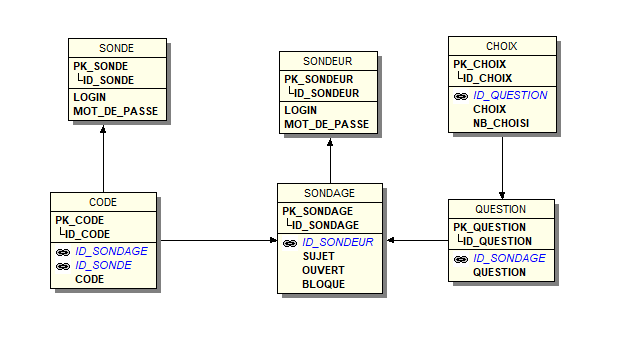 SONDE
PK_SONDE
ID_SONDE
LOGIN
MOT_DE_PASSE
SONDEUR
PK_SONDEUR
ID_SONDEUR
LOGIN
MOT_DE_PASSE
CHOIX
PK_CHOIX
ID_CHOIX
ID_QUESTION
CHOIX
NB_CHOISI
CODE
PK_CODE
ID_CODE
ID_SONDAGE
ID_SONDE
CODE
SONDAGE
PK_SONDAGE
ID_SONDAGE
ID_SONDEUR
SUJET
OUVERT
BLOQUE
QUESTION
PK_QUESTION
ID_QUESTION
ID_SONDAGE
QUESTION